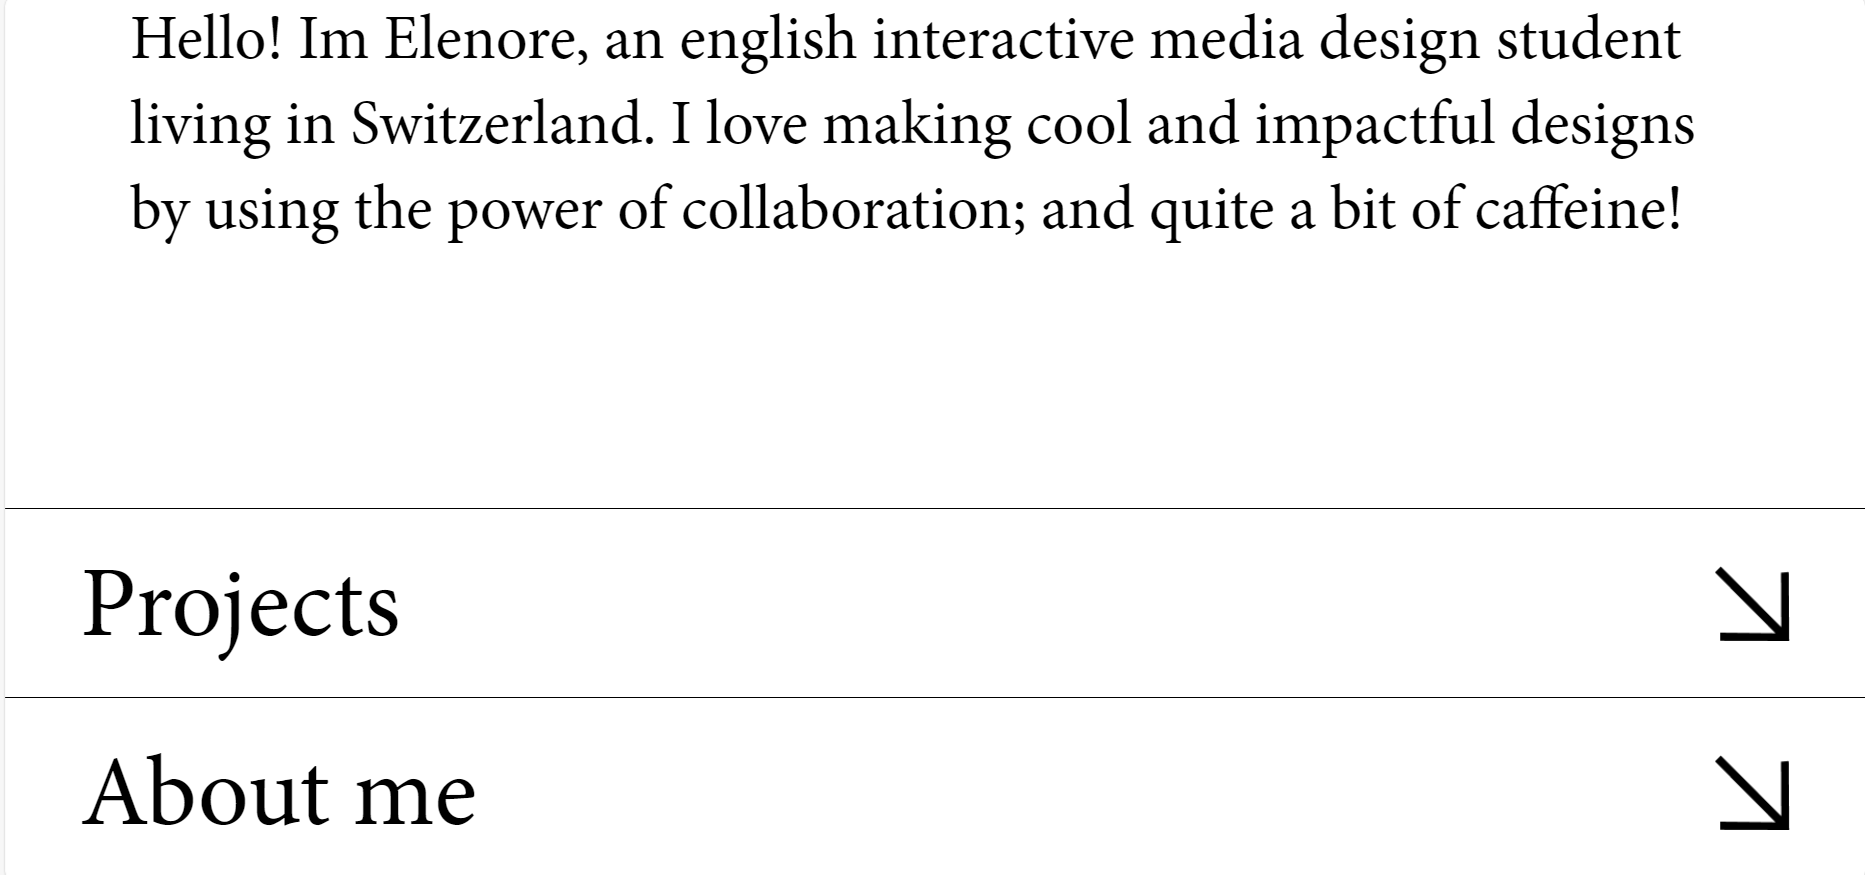 Hello! Im Elenore, an english interactive media design student
living in Switzerland. I love making cool and impactful designs
by using the power of collaboration; and quite a bit of caffeine!
Projects
About me